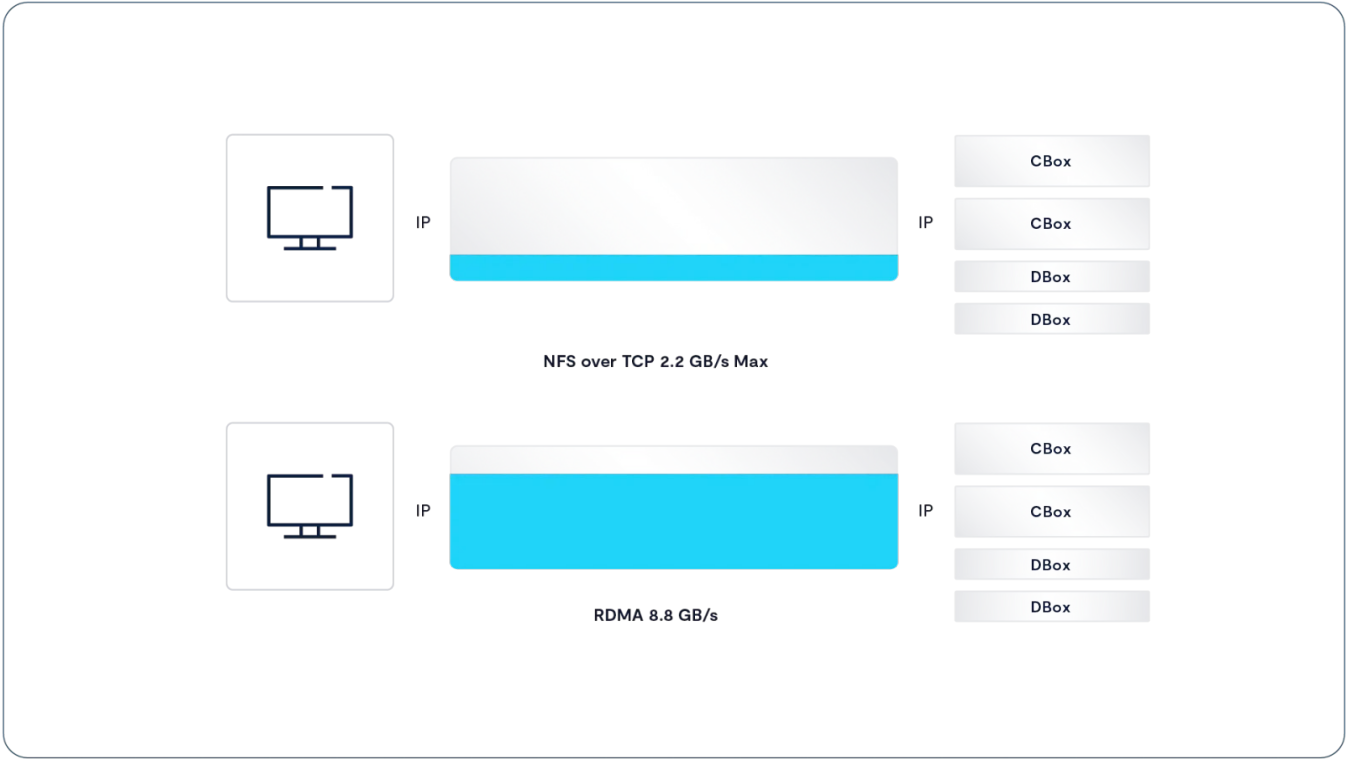 IP
IP
CBox
CBox
DBox
DBox
NFS over TCP 2.2 GB/s Max
IP
IP
CBox
CBox
DBox
DBox
RDMA 8.8 GB/s